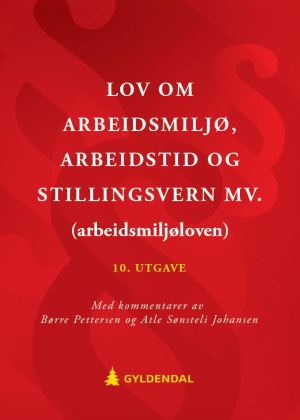 LOV OM
ARBEIDSMILJØ,
ARBEIDSTID OG
STILLINGSVERN MV.
(arbeidsmiljøloven)
10. UTGAVE
Med kommentarer av
Børre Pettersen og Atle Sønsteli Johansen
GYLDENDAL